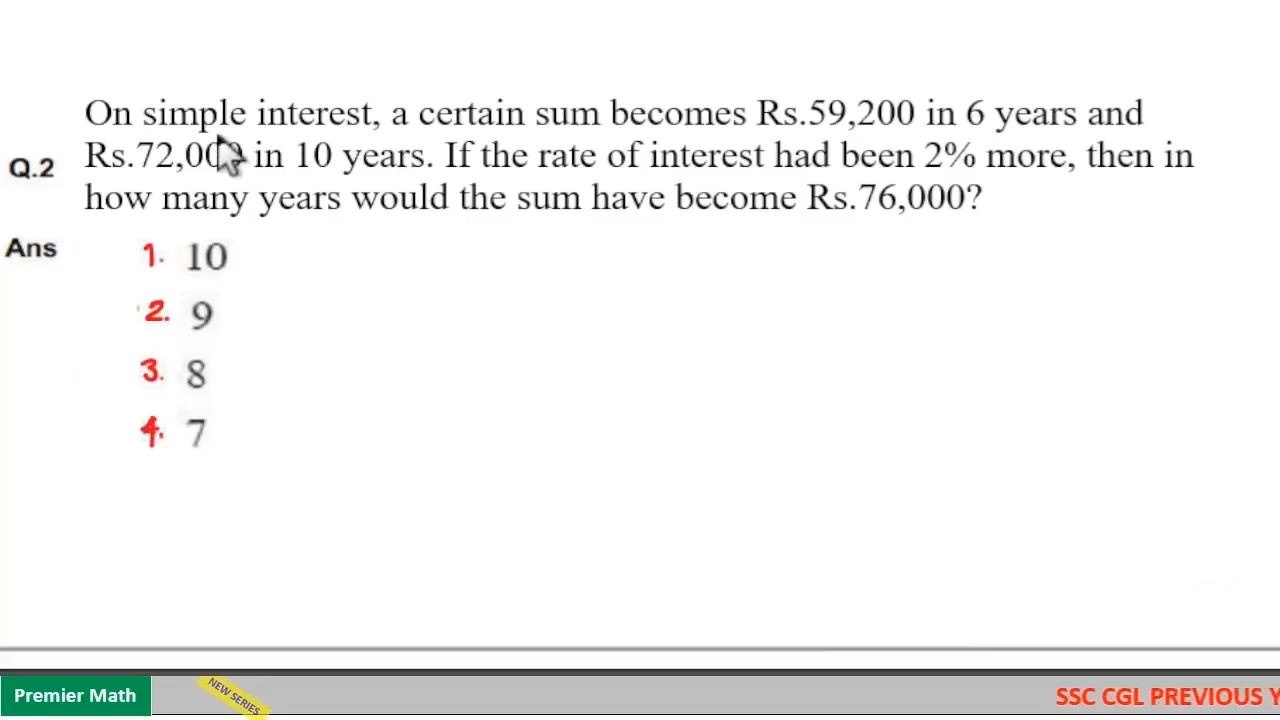 On simple interest, a certain sum becomes Rs.59,200 in 6 years and
Q.2 Rs.72,000 in 10 years. If the rate of interest had been 2% more, then in
how many years would the sum have become Rs.76,000?
Ans
1. 10
2. 9
3. 8
4. 7
Premier Math
NEW SERIES
SSC CGL PREVIOUS Y